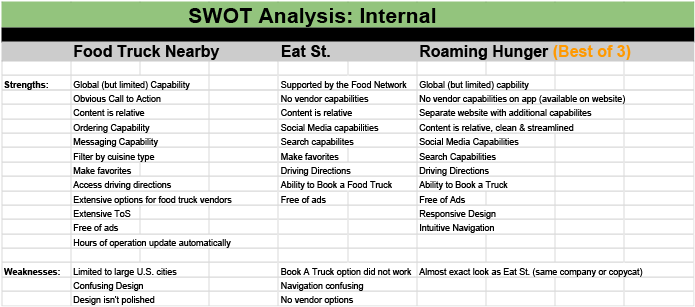 SWOT Analysis: Internal
Food Truck Nearby Eat St. Roaming Hunger (Best of 3)
Strengths: Global (but limited) Capability Supported by the Food Network Global (but limited) capbility
Obvious Call to Action No vendor capabilities No vendor capabilities on app (available on website)
Content is relative Content is relative Separate website with additional capabilites
Ordering Capability Social Media capabilities Content is relative, clean & streamlined
Messaging Capability Search capabilites Social Media Capabilities
Filter by cuisine type Make favorites Search Capabilities
Make favorites Driving Directions Driving Directions
Access driving directions Ability to Book a Food Truck Ability to Book a Truck
Extensive options for food truck vendors Free of ads Free of Ads
Extensive ToS Responsive Design
Free of ads Intuitive Navigation
Hours of operation update automatically
Weaknesses: Limited to large U.S. cities Book A Truck option did not work Almost exact look as Eat St. (same company or copycat)
Confusing Design Navigation confusing
Design isn't polished No vendor options